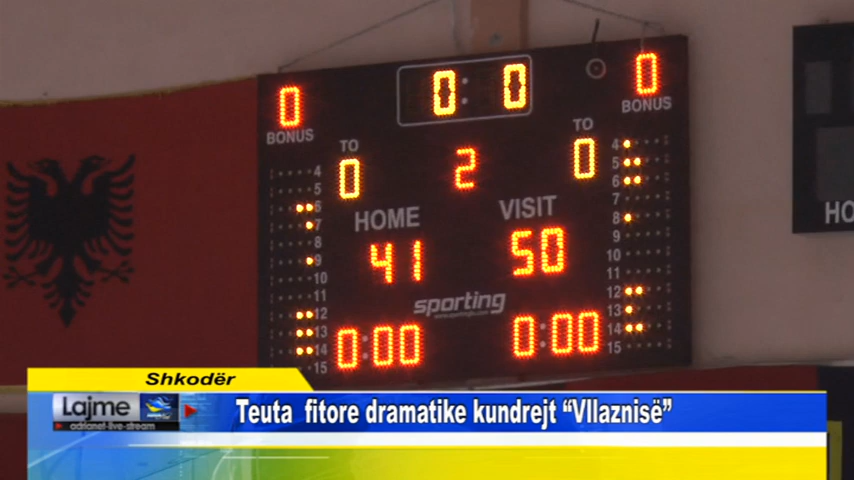 0 0:0 0
BONUS BONUS
TO TO
0 2 0
HOME VISIT
41 50
sporting
0:00 0:00
4 4
5 5
6 6
7 7
8 8
9 9
10 10
11 11
12 12
13 13
14 14
15 15
HO
Shkodër
Lajme
adrianet-live-stream
Teuta fitore dramatike kundrejt “Vllaznisë”